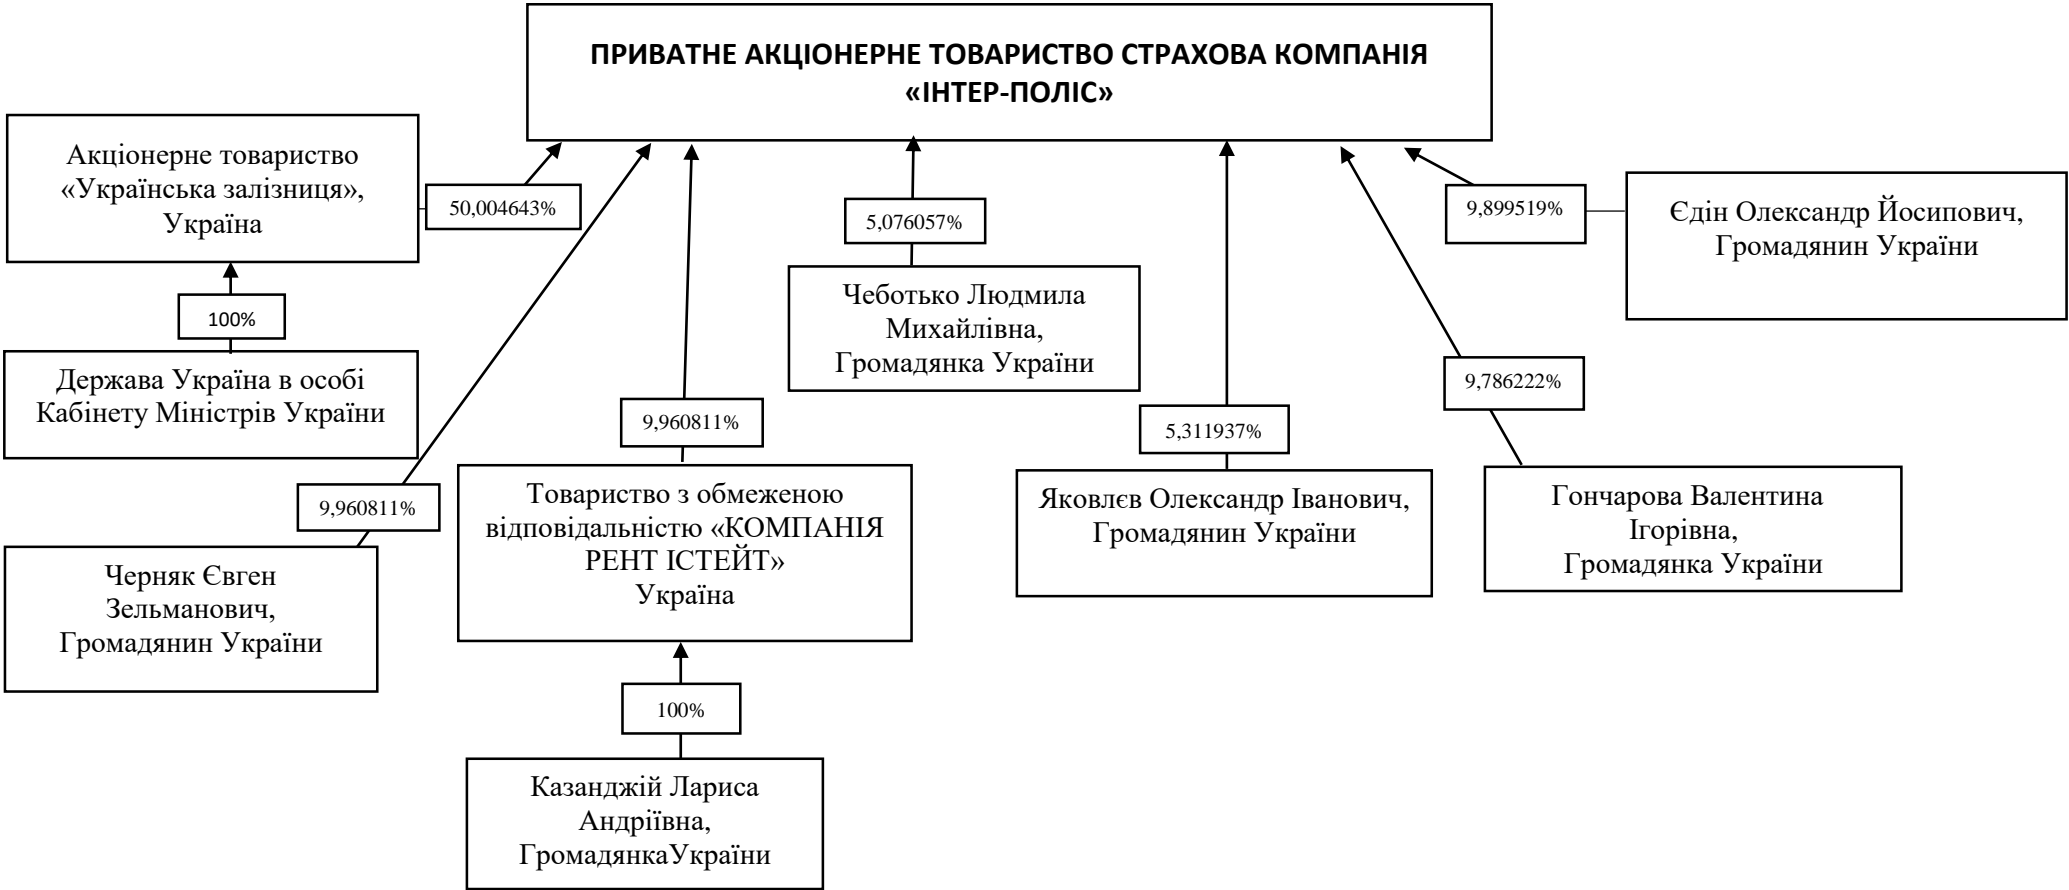 ПРИВАТНЕ АКЦІОНЕРНЕ ТОВАРИСТВО СТРАХОВА КОМПАНІЯ
«ІНТЕР-ПОЛІС»
Акціонерне товариство
«Українська залізниця»,
Україна
50,004643%
100%
Держава Україна в особі
Кабінету Міністрів України
9,960811%
Черняк Євген
Зельманович,
Громадянин України
9,960811%
Товариство з обмеженою
відповідальністю «КОМПАНІЯ
РЕНТ ІСТЕЙТ»
Україна
100%
Казанджій Лариса
Андріївна,
ГромадянкаУкраїни
5,076057%
Чеботько Людмила
Михайлівна,
Громадянка України
5,311937%
Яковлєв Олександр Іванович,
Громадянин України
9,786222%
Гончарова Валентина
Ігорівна,
Громадянка України
9,899519%
Єдін Олександр Йосипович,
Громадянин України